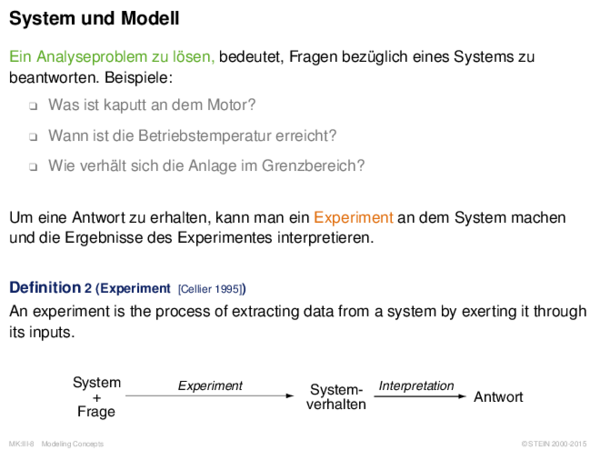 System und Modell
Ein Analyseproblem zu lösen, bedeutet, Fragen bezüglich eines Systems zu
beantworten. Beispiele:
❑ Was ist kaputt an dem Motor?
❑ Wann ist die Betriebstemperatur erreicht?
❑ Wie verhält sich die Anlage im Grenzbereich?
Um eine Antwort zu erhalten, kann man ein Experiment an dem System machen
und die Ergebnisse des Experimentes interpretieren.
Definition 2 (Experiment [Cellier 1995])
An experiment is the process of extracting data from a system by exerting it through
its inputs.
System
+
Frage
Experiment
System-
verhalten
Interpretation
Antwort
Modeling Concepts
© STEIN 2000-2015